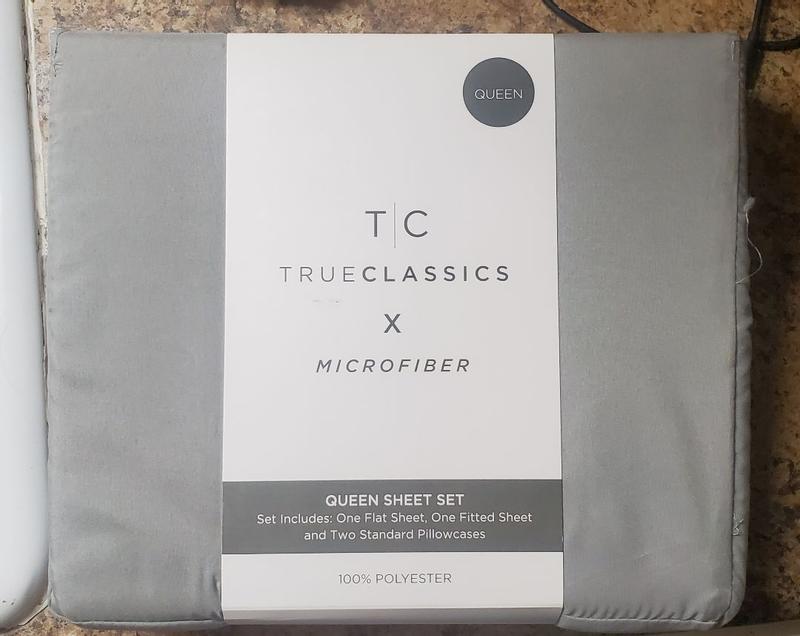 QUEEN
T|C
TRUECLASSICS
X
MICROFIBER
QUEEN SHEET SET
Set Includes: One Flat Sheet, One Fitted Sheet
and Two Standard Pillowcases
100% POLYESTER